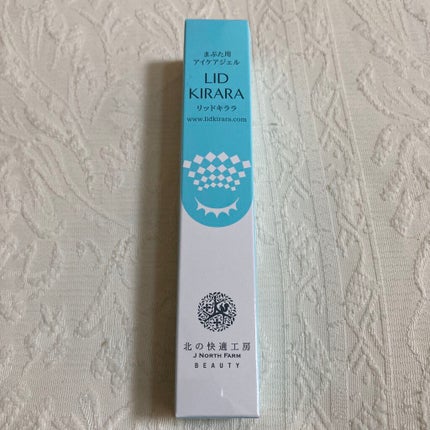 まぶた用
アイケアジェル
LID
KIRARA
リッドキララ
www.lidkirara.com
北の快適工房
J NORTH FARM
BEAUTY